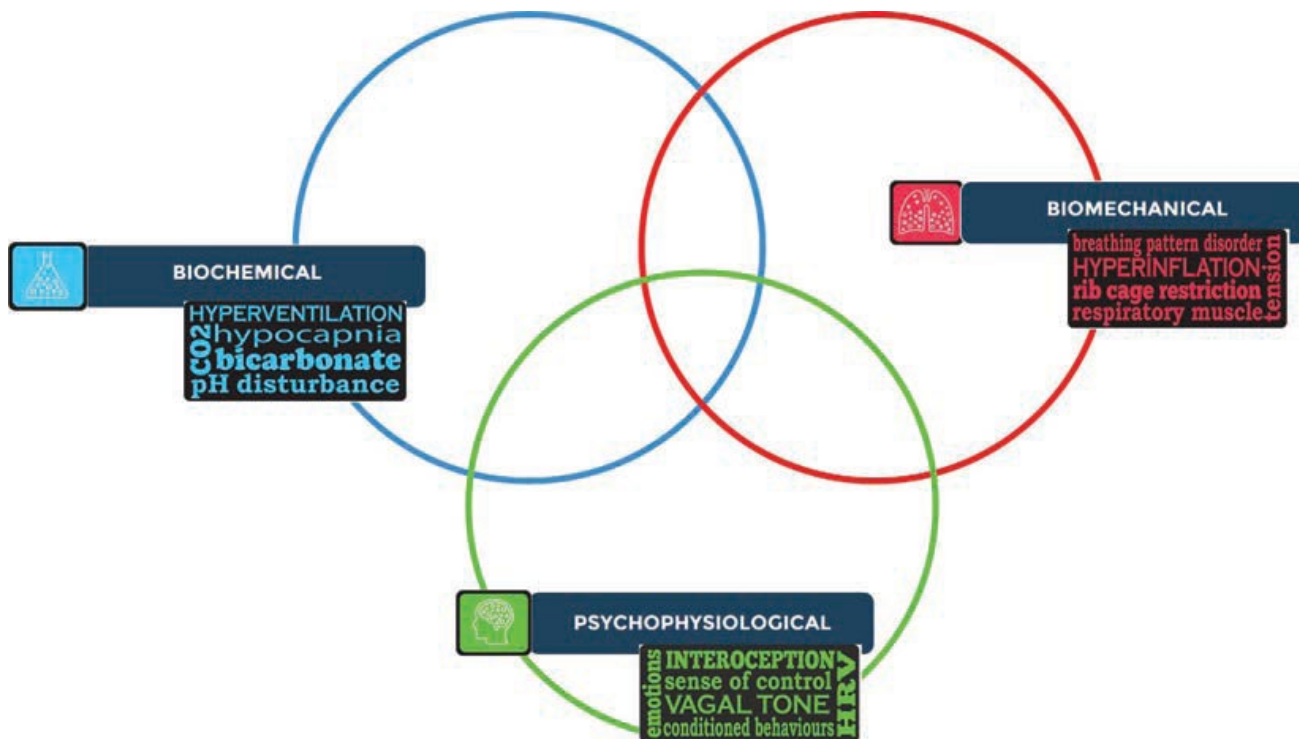 BIOMECHANICAL
breathing pattern disorder
HYPERINFLATION
rib cage restriction
respiratory muscle
tension
BIOCHEMICAL
HYPERVENTILATION
CO2
hypocapnia
bicarbonate
pH disturbance
PSYCHOPHYSIOLOGICAL
emotions
INTEROCEPTION
sense of control
VAGAL TONE
conditioned behaviours
HRV